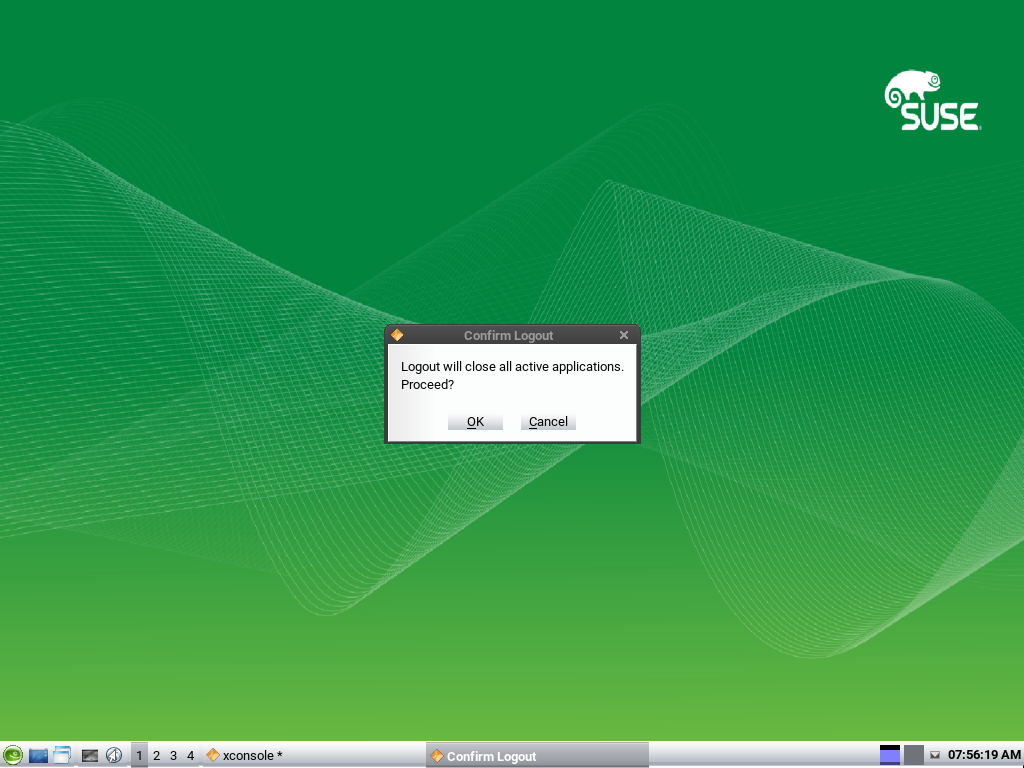 SUSE
Confirm Logout
Logout will close all active applications.
Proceed?
OK Cancel
1 2 3 4 xconsole * Confirm Logout 07:56:19 AM